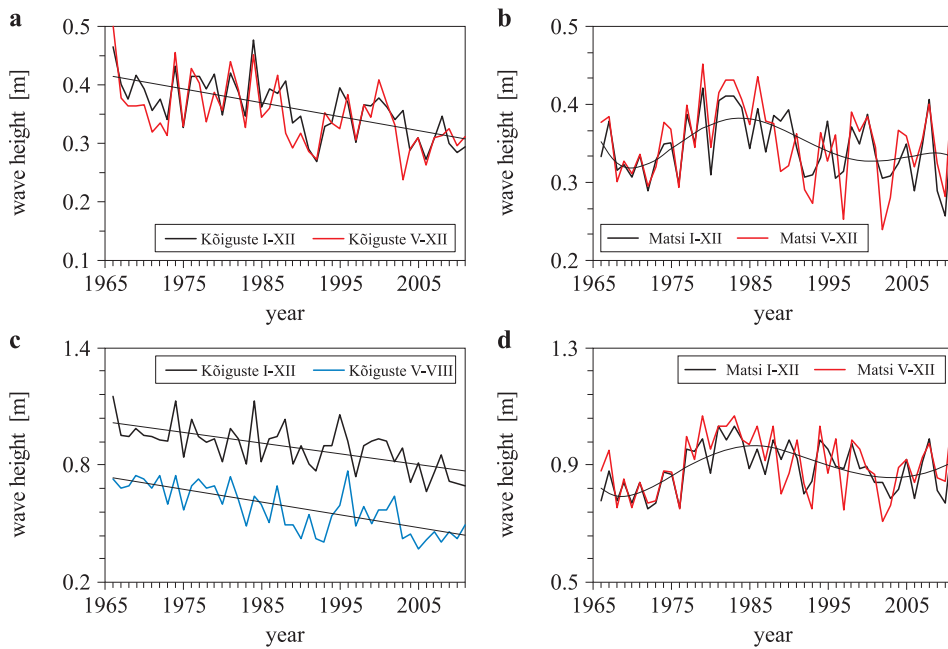 a
0.5
0.4
0.3
0.2
0.1
wave height [m]
Kõiguste I-XII
Kõiguste V-XII
1965 1975 1985 1995 2005
year
b
0.5
0.4
0.3
0.2
wave height [m]
Matsi I-XII
Matsi V-XII
1965 1975 1985 1995 2005
year
c
1.4
0.8
0.2
wave height [m]
Kõiguste I-XII
Kõiguste V-VIII
1965 1975 1985 1995 2005
year
d
1.3
0.9
0.5
wave height [m]
Matsi I-XII
Matsi V-XII
1965 1975 1985 1995 2005
year